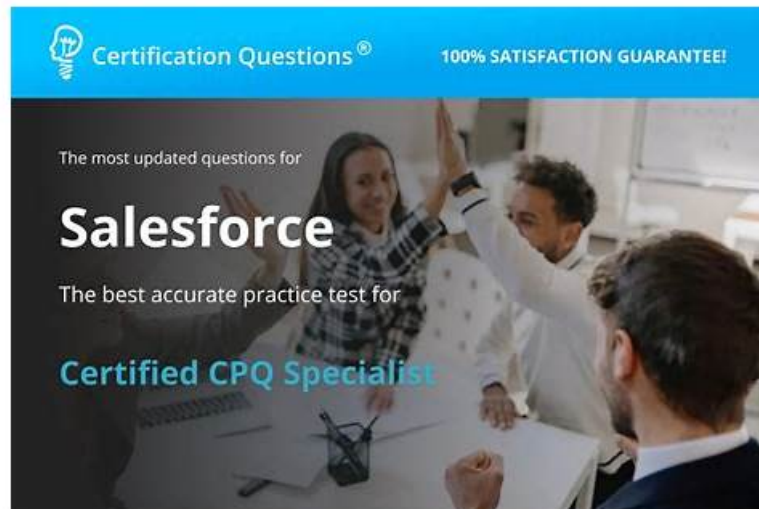 Certification Questions®
100% SATISFACTION GUARANTEE!
The most updated questions for
Salesforce
The best accurate practice test for
Certified CPQ Specialist